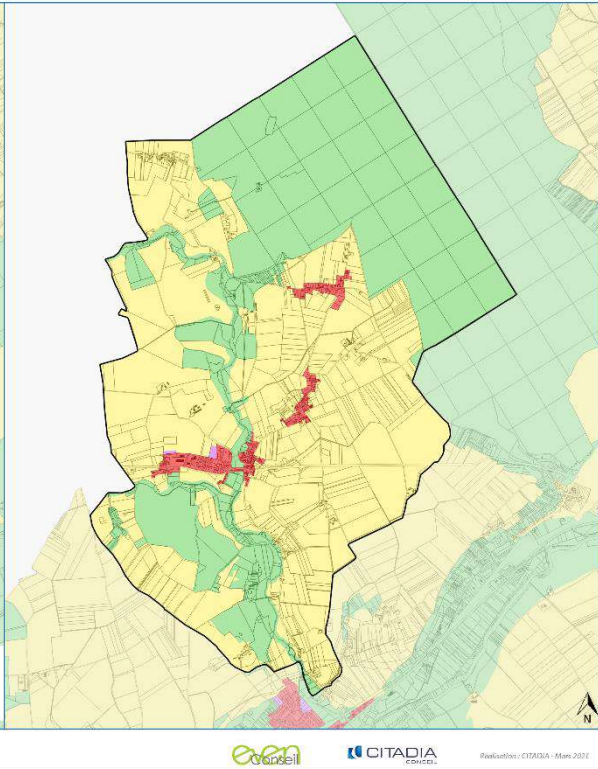 N
even
Conseil
CITADIA
CONSEIL
Réalisation : CITADIA - Mars 2021